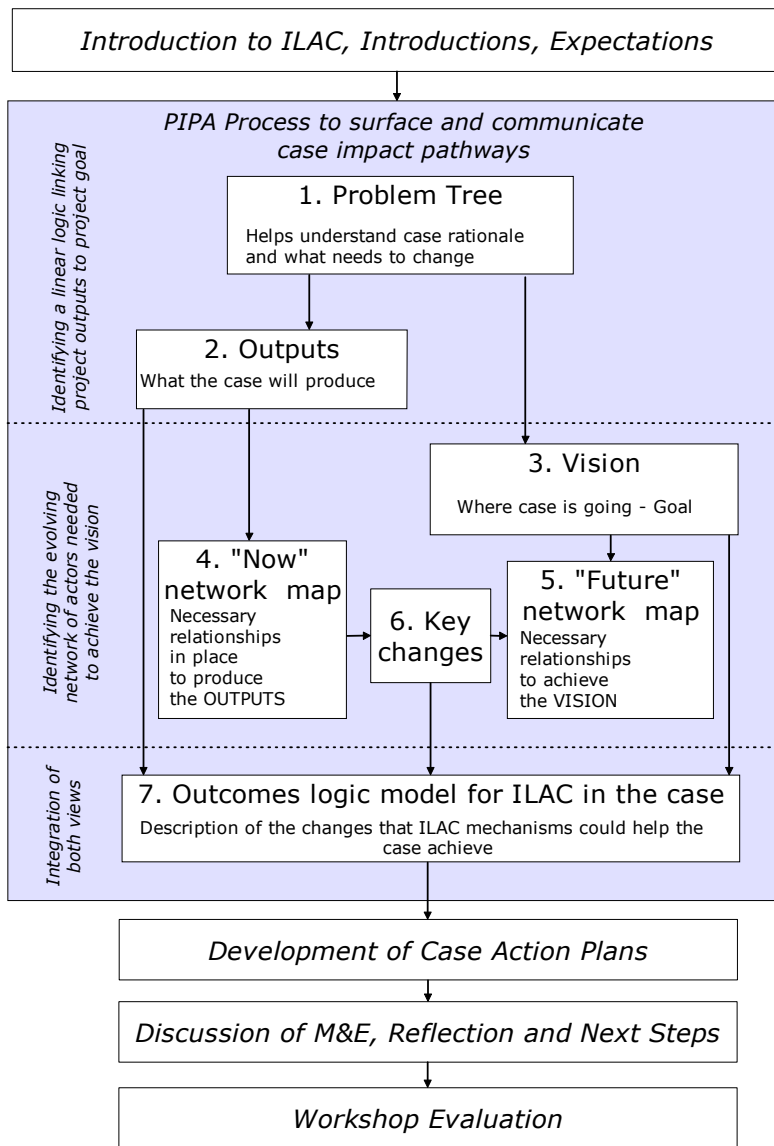 Introduction to ILAC, Introductions, Expectations
PIPA Process to surface and communicate
case impact pathways
Identifying a linear logic linking
project outputs to project goal
1. Problem Tree
Helps understand case rationale
and what needs to change
2. Outputs
What the case will produce
Identifying the evolving
network of actors needed
to achieve the vision
3. Vision
Where case is going - Goal
4. "Now"
network map
Necessary
relationships
in place
to produce
the OUTPUTS
6. Key
changes
5. "Future"
network map
Necessary
relationships
to achieve
the VISION
Integration of
both views
7. Outcomes logic model for ILAC in the case
Description of the changes that ILAC mechanisms could help the
case achieve
Development of Case Action Plans
Discussion of M&E, Reflection and Next Steps
Workshop Evaluation